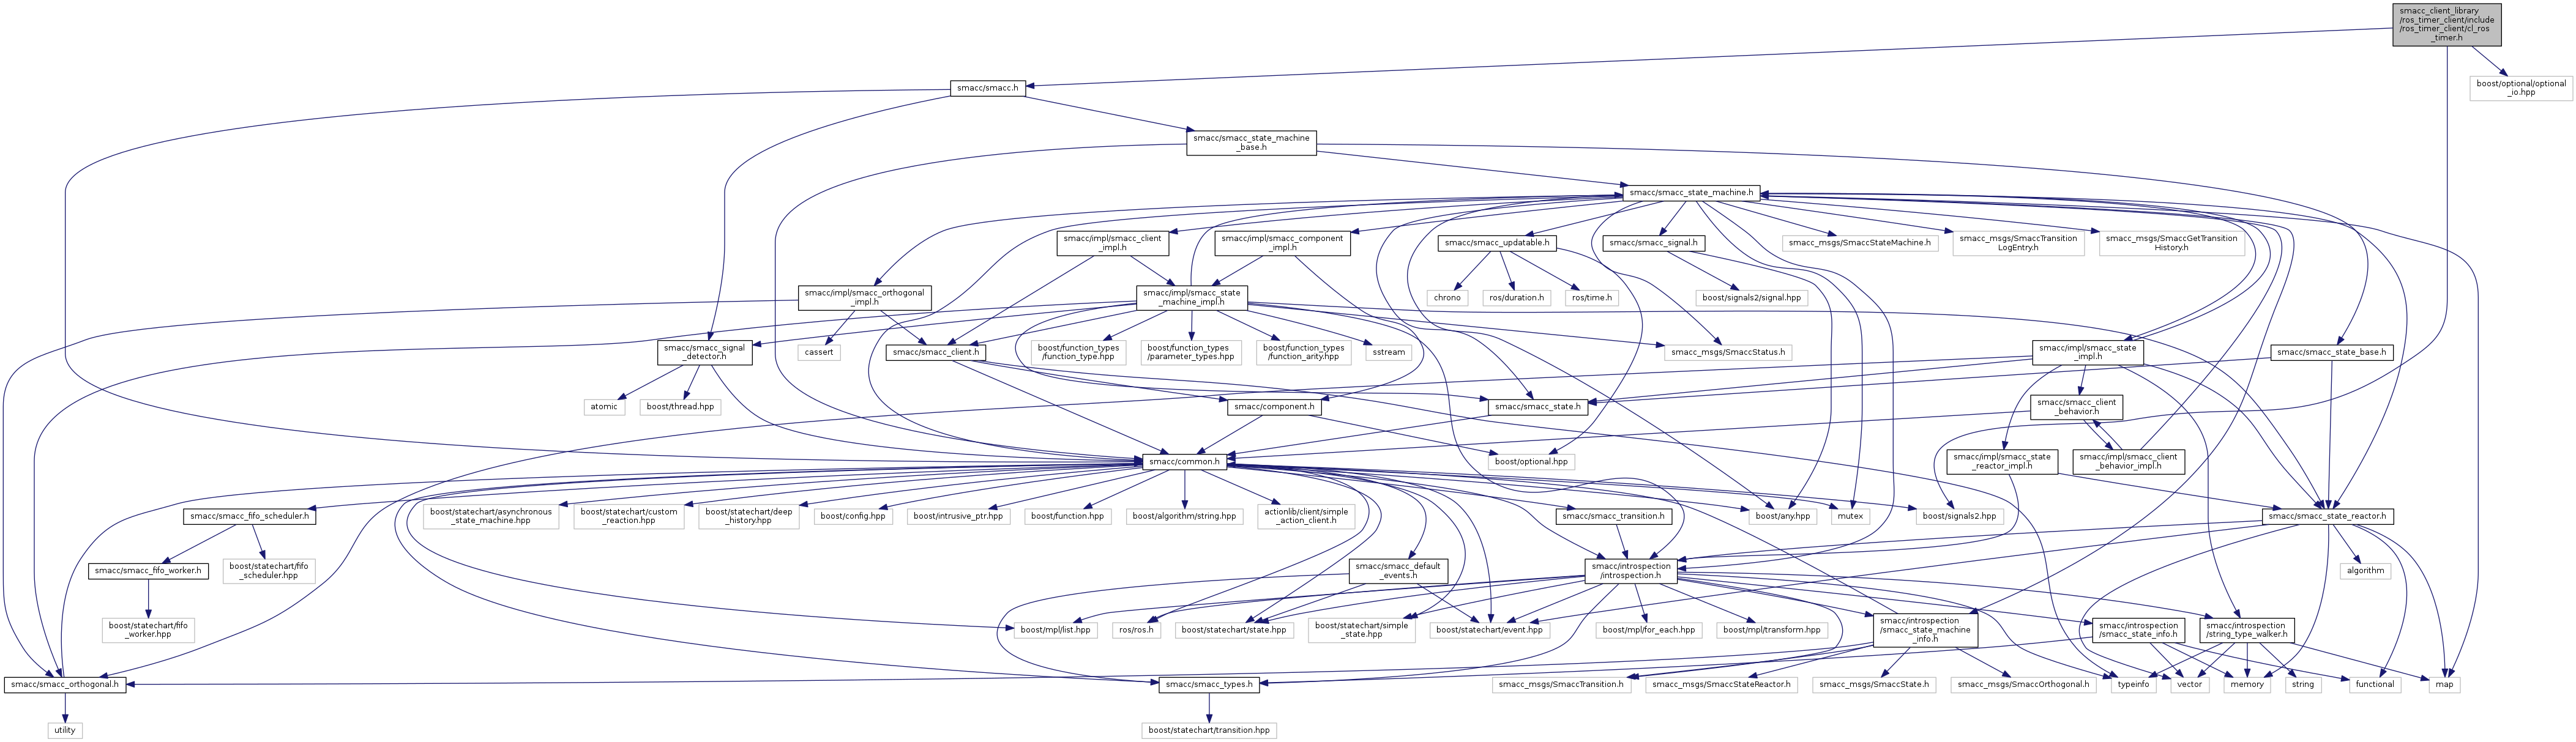 smacc_client_library
/ros_timer_client/include
/ros_timer_client/cl_ros
_timer.h
smacc/smacc.h
boost/optional/optional
_io.hpp
smacc/smacc_state_machine
_base.h
smacc/smacc_state_machine.h
smacc/impl/smacc_client
_impl.h
smacc/impl/smacc_component
_impl.h
smacc/smacc_updatable.h
smacc/smacc_signal.h
smacc_msgs/SmaccStateMachine.h
smacc_msgs/SmaccTransition
LogEntry.h
smacc_msgs/SmaccGetTransition
History.h
smacc/impl/smacc_orthogonal
_impl.h
smacc/impl/smacc_state
_machine_impl.h
chrono
ros/duration.h
ros/time.h
boost/signals2/signal.hpp
smacc/smacc_signal
_detector.h
cassert
smacc/smacc_client.h
boost/function_types
/function_type.hpp
boost/function_types
/parameter_types.hpp
boost/function_types
/function_arity.hpp
sstream
smacc_msgs/SmaccStatus.h
smacc/impl/smacc_state
_impl.h
smacc/smacc_state_base.h
atomic
boost/thread.hpp
smacc/component.h
smacc/smacc_state.h
smacc/smacc_client
_behavior.h
smacc/common.h
boost/optional.hpp
smacc/impl/smacc_state
_reactor_impl.h
smacc/impl/smacc_client
_behavior_impl.h
smacc/smacc_fifo_scheduler.h
boost/statechart/asynchronous
_state_machine.hpp
boost/statechart/custom
_reaction.hpp
boost/statechart/deep
_history.hpp
boost/config.hpp
boost/intrusive_ptr.hpp
boost/function.hpp
boost/algorithm/string.hpp
actionlib/client/simple
_action_client.h
smacc/smacc_transition.h
boost/any.hpp
mutex
boost/signals2.hpp
smacc/smacc_state_reactor.h
smacc/smacc_fifo_worker.h
boost/statechart/fifo
_scheduler.hpp
smacc/smacc_default
_events.h
smacc/introspection
/introspection.h
algorithm
boost/statechart/fifo
_worker.hpp
boost/mpl/list.hpp
ros/ros.h
boost/statechart/state.hpp
boost/statechart/simple
_state.hpp
boost/statechart/event.hpp
boost/mpl/for_each.hpp
boost/mpl/transform.hpp
smacc/introspection
/smacc_state_machine
_info.h
smacc/introspection
/smacc_state_info.h
smacc/introspection
/string_type_walker.h
smacc/smacc_orthogonal.h
smacc/smacc_types.h
smacc_msgs/SmaccTransition.h
smacc_msgs/SmaccStateReactor.h
smacc_msgs/SmaccState.h
smacc_msgs/SmaccOrthogonal.h
typeinfo
vector
memory
string
functional
map
utility
boost/statechart/transition.hpp